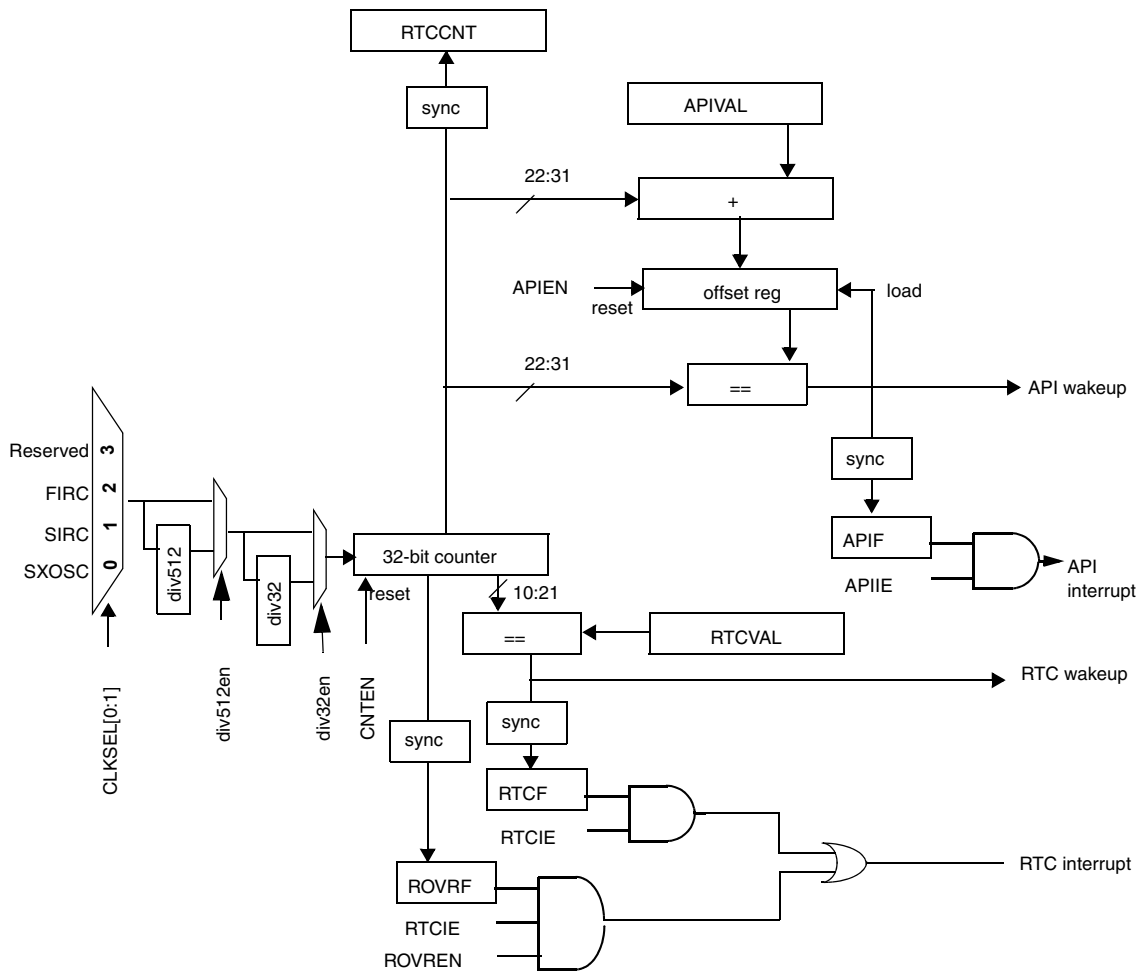 RTCCNT
sync
APIVAL
22:31
+
APIEN
reset
offset reg
load
22:31
==
API wakeup
Reserved
3
FIRC
2
SIRC
1
SXOSC
0
sync
div512
div32
32-bit counter
reset
10:21
APIF
APIIE
API
interrupt
==
RTCVAL
RTC wakeup
CLKSEL[0:1]
div512en
div32en
CNTEN
sync
sync
RTCF
RTCIE
RTC interrupt
ROVRF
RTCIE
ROVREN